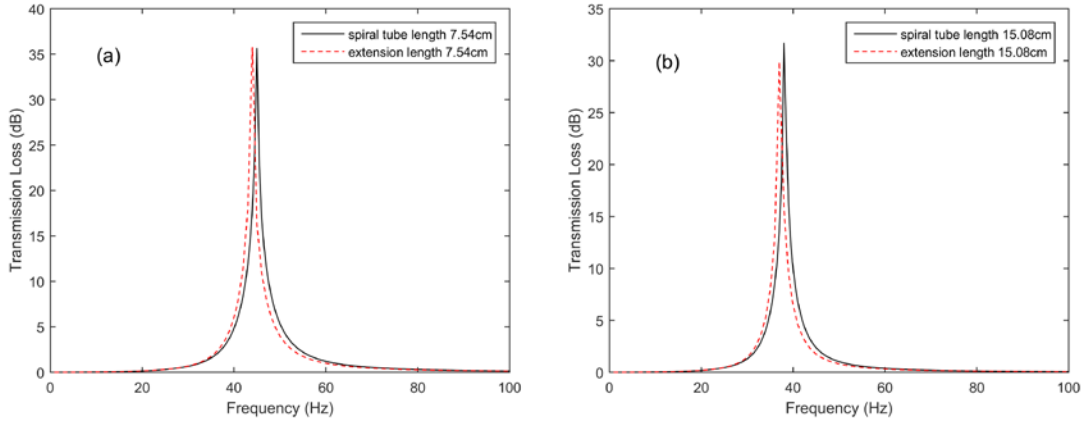 40
35
30
25
20
15
10
5
0
Transmission Loss (dB)
(a)
spiral tube length 7.54cm
extension length 7.54cm
0 20 40 60 80 100
Frequency (Hz)
35
30
25
20
15
10
5
0
Transmission Loss (dB)
(b)
spiral tube length 15.08cm
extension length 15.08cm
0 20 40 60 80 100
Frequency (Hz)